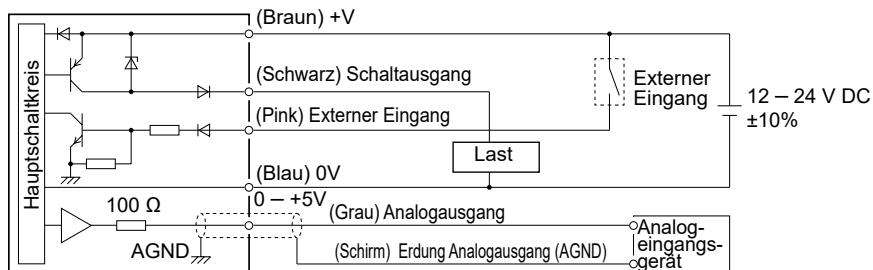 (Braun) +V
(Schwarz) Schaltausgang
(Pink) Externer Eingang
(Blau) 0V
Hauptschaltkreis
Externer
Eingang
12 – 24 V DC
±10%
Last
100 Ω
0 – +5V
AGND
(Grau) Analogausgang
(Schirm) Erdung Analogausgang (AGND)
Analog-
eingangs-
gerät